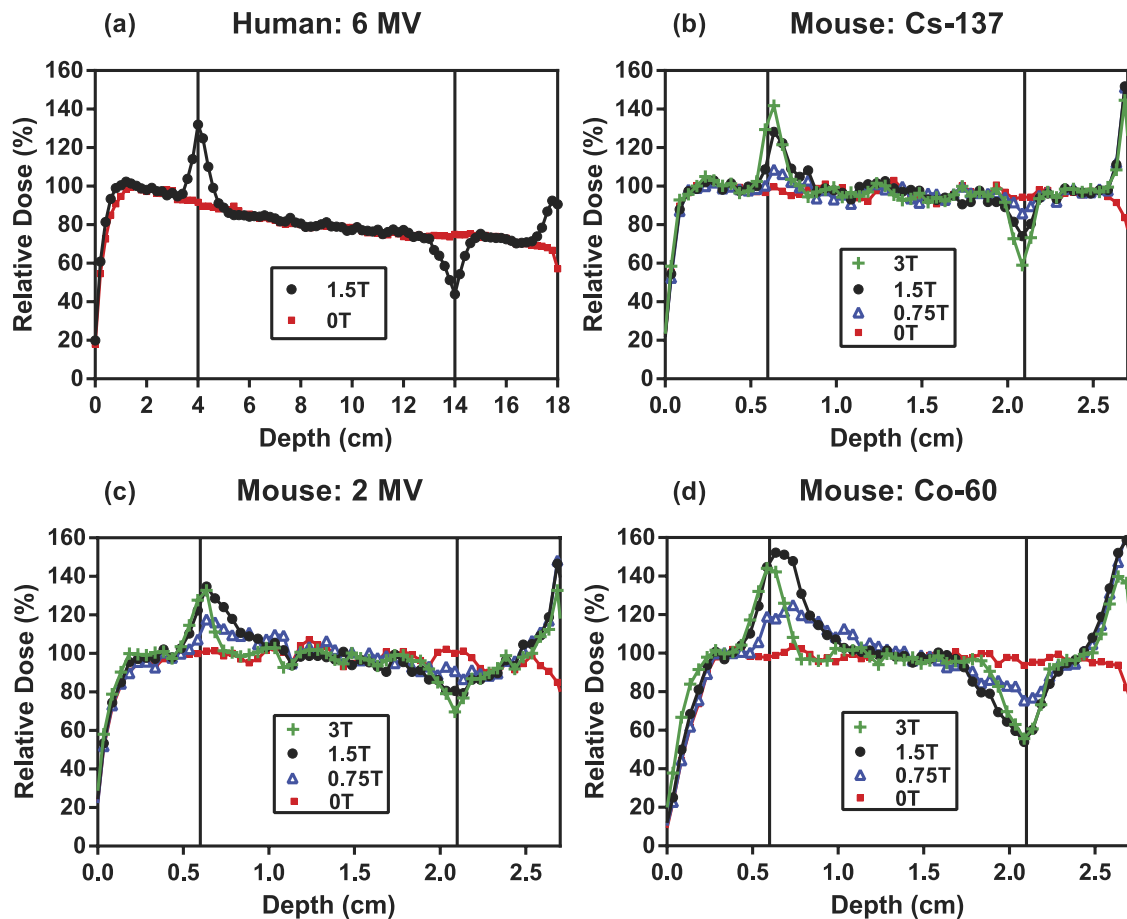 (a) Human: 6 MV
Relative Dose (%)
160
140
120
100
80
60
40
20
0
1.5T
0T
0 2 4 6 8 10 12 14 16 18
Depth (cm)
(b) Mouse: Cs-137
Relative Dose (%)
160
140
120
100
80
60
40
20
0
3T
1.5T
0.75T
0T
0.0 0.5 1.0 1.5 2.0 2.5
Depth (cm)
(c) Mouse: 2 MV
Relative Dose (%)
160
140
120
100
80
60
40
20
0
3T
1.5T
0.75T
0T
0.0 0.5 1.0 1.5 2.0 2.5
Depth (cm)
(d) Mouse: Co-60
Relative Dose (%)
160
140
120
100
80
60
40
20
0
3T
1.5T
0.75T
0T
0.0 0.5 1.0 1.5 2.0 2.5
Depth (cm)